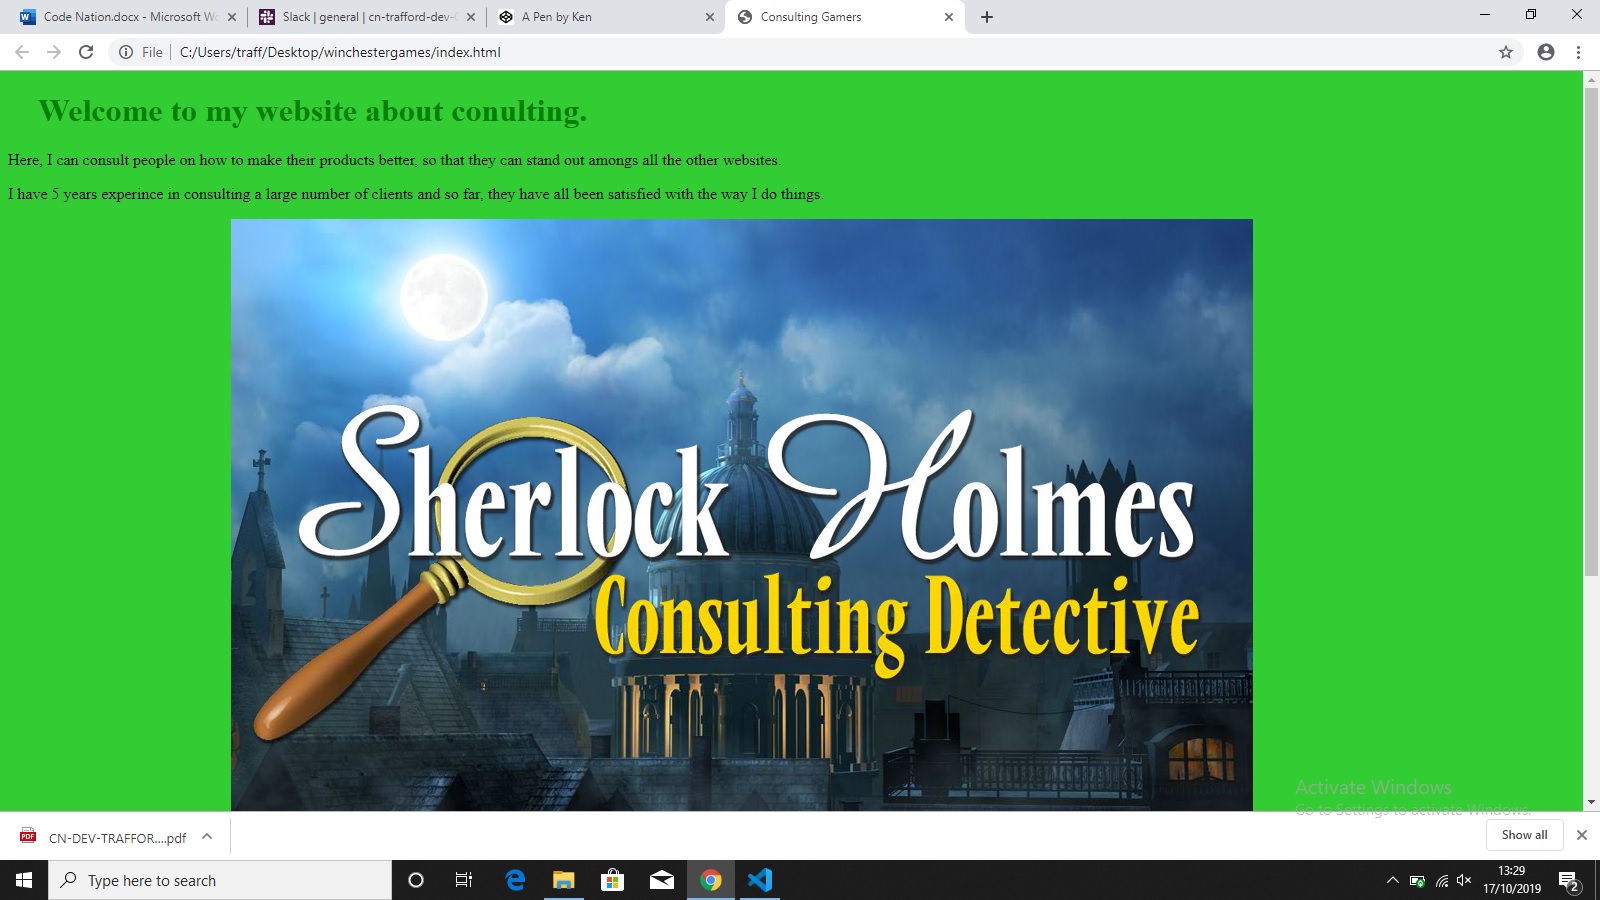 Code Nation.docx - Microsoft Wo
Slack | general | cn-trafford-dev-
A Pen by Ken
Consulting Gamers
File
C:/Users/traff/Desktop/winchestergames/index.html
Welcome to my website about conulting.
Here, I can consult people on how to make their products better, so that they can stand out amongs all the other websites.
I have 5 years experince in consulting a large number of clients and so far, they have all been satisfied with the way I do things.
Sherlock Holmes
Consulting Detective
Activate Windows
Go to Settings to activate Windows.
PDF
CN-DEV-TRAFFOR....pdf
Show all
Type here to search
13:29
17/10/2019
2